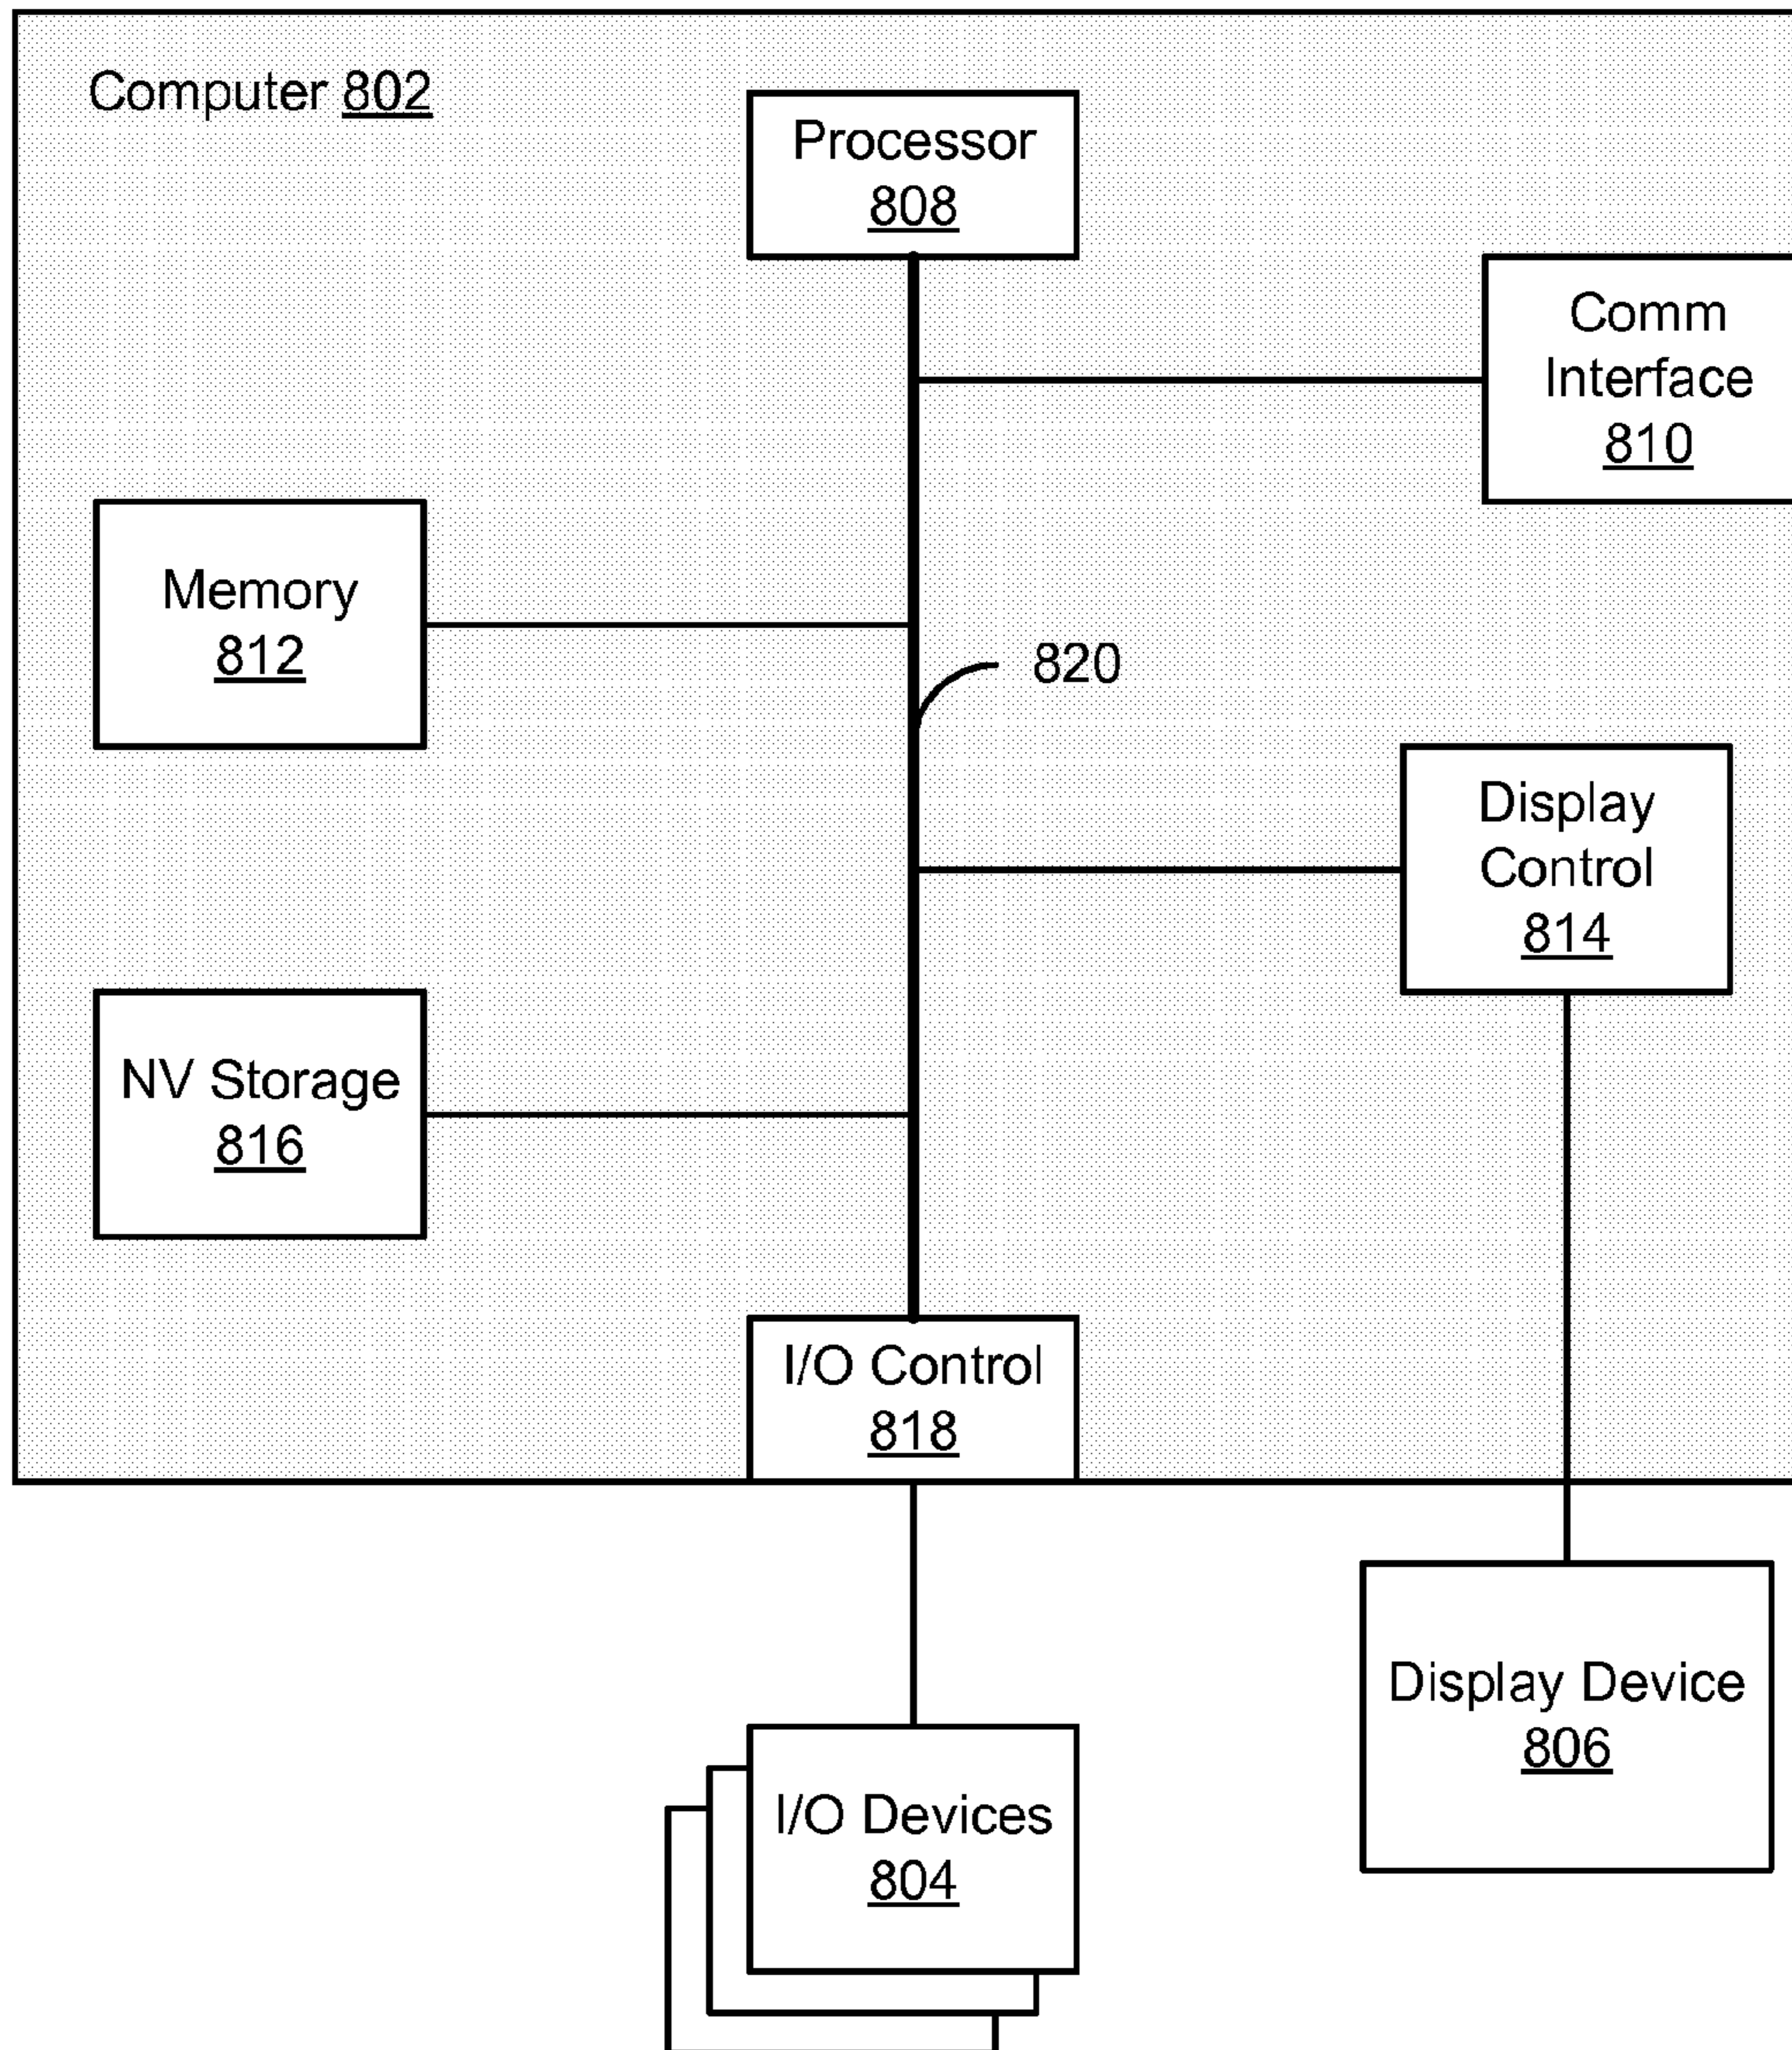 Computer 802
Processor
808
Comm
Interface
810
Memory
812
820
Display
Control
814
NV Storage
816
I/O Control
818
Display Device
806
I/O Devices
804